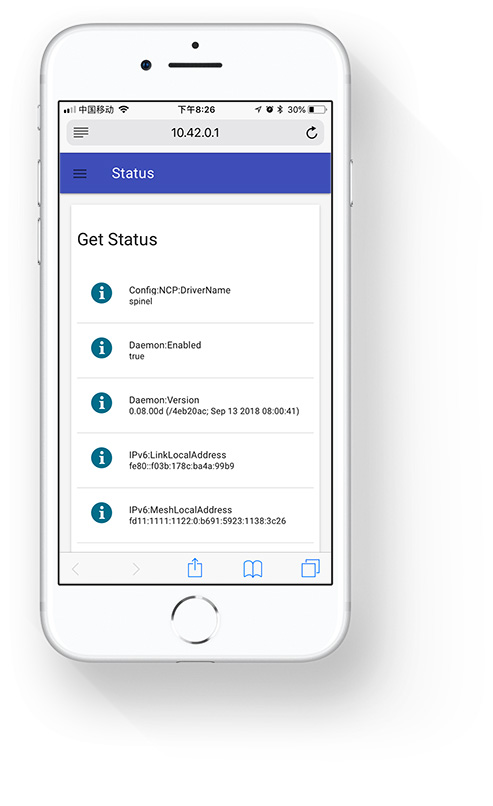 中国移动 下午8:26 30%
10.42.0.1
Status
Get Status
Config:NCP:DriverName
spinel
Daemon:Enabled
true
Daemon:Version
0.08.00d (/4eb20ac; Sep 13 2018 08:00:41)
IPv6:LinkLocalAddress
fe80::f03b:178c:ba4a:99b9
IPv6:MeshLocalAddress
fd11:1111:1122:0:b691:5923:1138:3c26